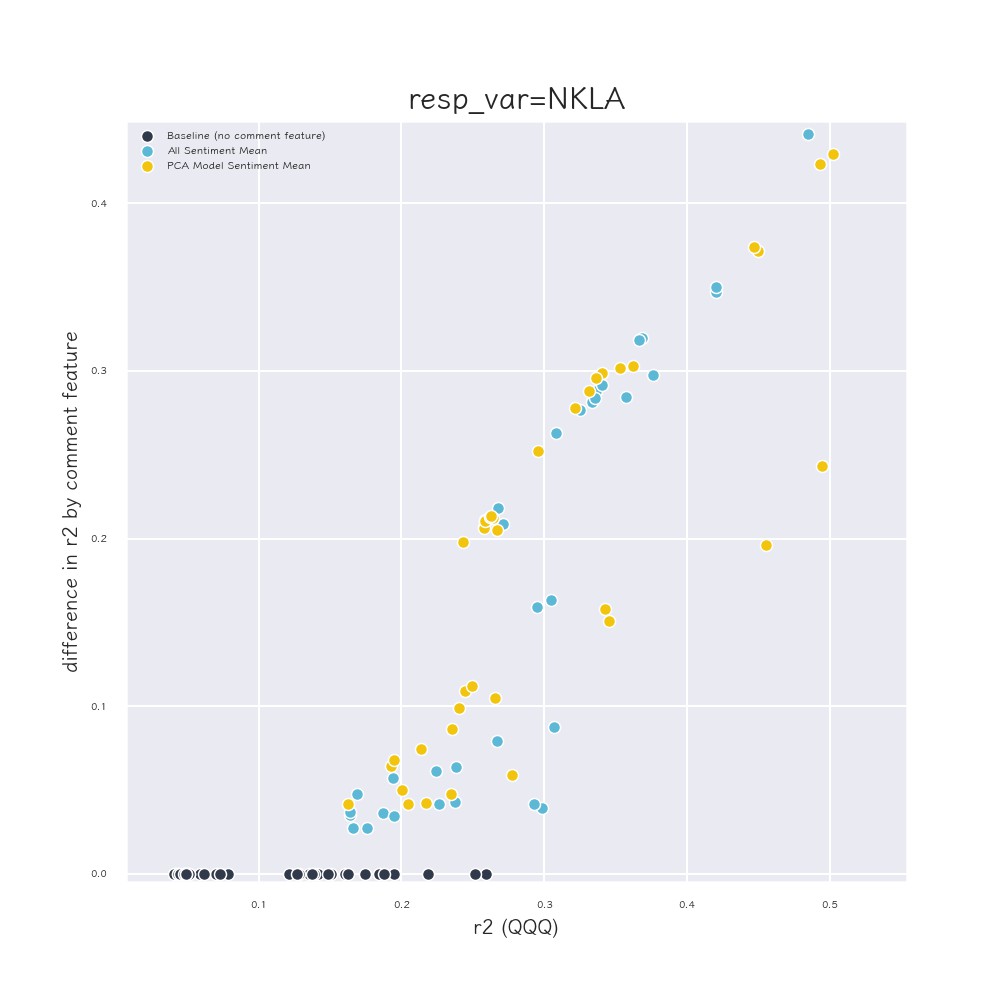 resp_var=NKLA
Baseline (no comment feature)
All Sentiment Mean
PCA Model Sentiment Mean
difference in r2 by comment feature
0.4
0.3
0.2
0.1
0.0
0.1 0.2 0.3 0.4 0.5
r2 (QQQ)